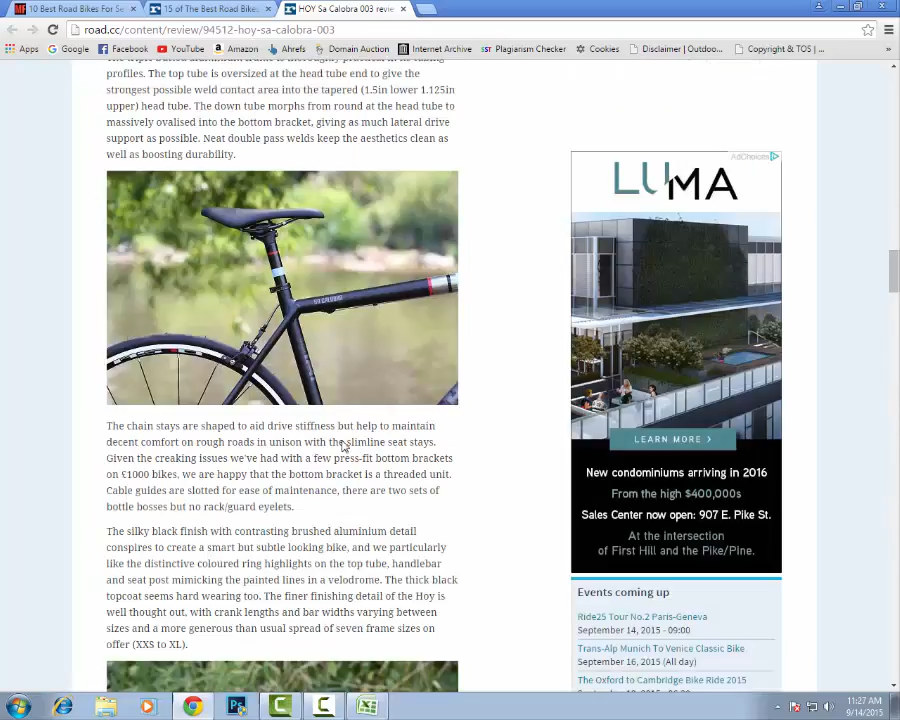 10 Best Road Bikes For Se
15 of The Best Road Bikes:
HOY Sa Calobra 003 revie
road.cc/content/review/94512-hoy-sa-calobra-003
Apps
Google
Facebook
YouTube
Amazon
Ahrefs
Domain Auction
Internet Archive
ST Plagiarism Checker
Cookies
Disclaimer | Outdoo...
Copyright & TOS | ...
profiles. The top tube is oversized at the head tube end to give the
strongest possible weld contact area into the tapered (1.5in lower 1.125in
upper) head tube. The down tube morphs from round at the head tube to
massively ovalised into the bottom bracket, giving as much lateral drive
support as possible. Neat double pass welds keep the aesthetics clean as
well as boosting durability.
The chain stays are shaped to aid drive stiffness but help to maintain
decent comfort on rough roads in unison with the slimline seat stays.
Given the creaking issues we've had with a few press-fit bottom brackets
on £1000 bikes, we are happy that the bottom bracket is a threaded unit.
Cable guides are slotted for ease of maintenance, there are two sets of
bottle bosses but no rack/guard eyelets.
The silky black finish with contrasting brushed aluminium detail
conspires to create a smart but subtle looking bike, and we particularly
like the distinctive coloured ring highlights on the top tube, handlebar
and seat post mimicking the painted lines in a velodrome. The thick black
topcoat seems hard wearing too. The finer finishing detail of the Hoy is
well thought out, with crank lengths and bar widths varying between
sizes and a more generous than usual spread of seven frame sizes on
offer (XXS to XL).
AdChoices
LUMA
LEARN MORE >
New condominiums arriving in 2016
From the high $400,000s
Sales Center now open: 907 E. Pike St.
At the intersection
of First Hill and the Pike/Pine.
Events coming up
Ride25 Tour No.2 Paris-Geneva
September 14, 2015 - 09:00
Trans-Alp Munich To Venice Classic Bike
September 16, 2015 (All day)
The Oxford to Cambridge Bike Ride 2015
11:27 AM
9/14/2015